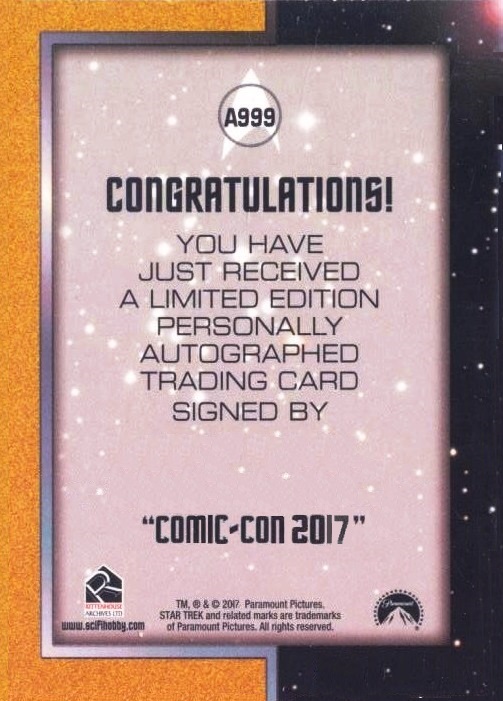 A999
CONGRATULATIONS!
YOU HAVE
JUST RECEIVED
A LIMITED EDITION
PERSONALLY
AUTOGRAPHED
TRADING CARD
SIGNED BY
"COMIC-CON 2017"
RITTENHOUSE
ARCHIVES LTD
www.scifihobby.com
TM, ® & © 2017 Paramount Pictures.
STAR TREK and related marks are trademarks
of Paramount Pictures. All rights reserved.
Paramount